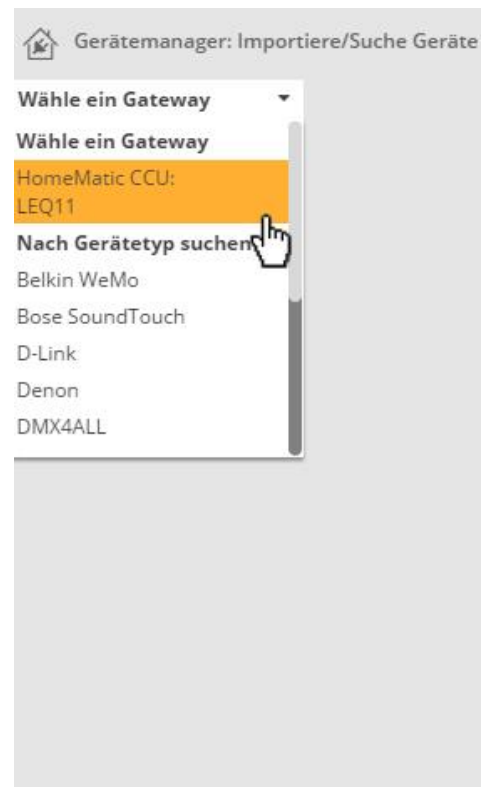 Gerätemanager: Importiere/Suche Geräte
Wähle ein Gateway
Wähle ein Gateway
HomeMatic CCU:
LEQ11
Nach Gerätetyp suchen
Belkin WeMo
Bose SoundTouch
D-Link
Denon
DMX4ALL